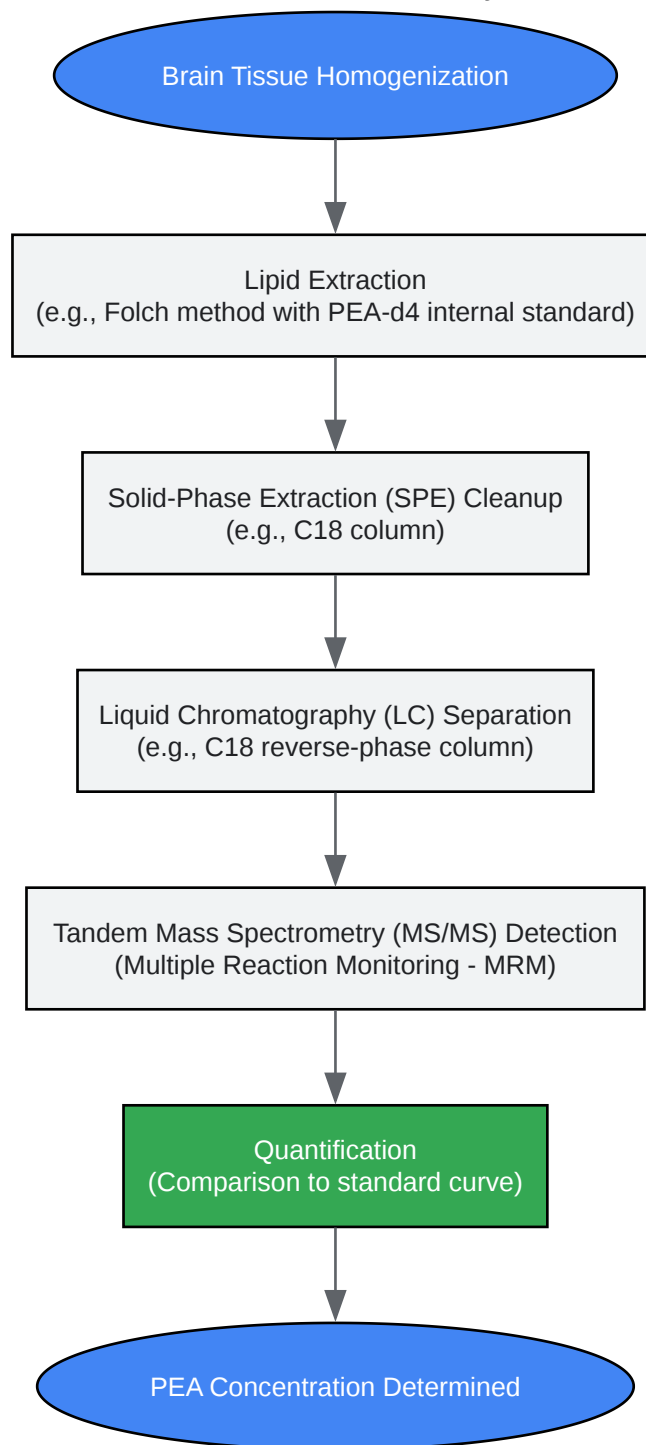 Brain Tissue Homogenization
Lipid Extraction
(e.g., Folch method with PEA-d4 internal standard)
Solid-Phase Extraction (SPE) Cleanup
(e.g., C18 column)
Liquid Chromatography (LC) Separation
(e.g., C18 reverse-phase column)
Tandem Mass Spectrometry (MS/MS) Detection
(Multiple Reaction Monitoring - MRM)
Quantification
(Comparison to standard curve)
PEA Concentration Determined